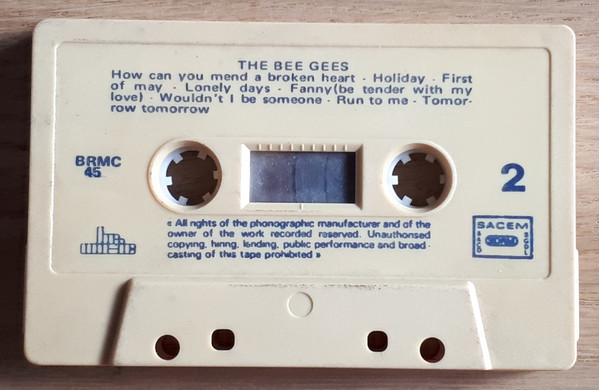 THE BEE GEES
How can you mend a broken heart · Holiday · First
of may · Lonely days · Fanny(be tender with my
love) · Wouldn't I be someone · Run to me · Tomor-
row tomorrow
BRMC
45
2
« All rights of the phonographic manufacturer and of the
owner of the work recorded reserved. Unauthorised
copying, hiring, lending, public performance and broad-
casting of this tape prohibited »
SACEM